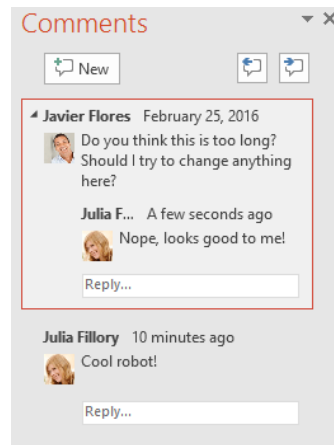 Comments
New
Javier Flores February 25, 2016
Do you think this is too long?
Should I try to change anything
here?
Julia F... A few seconds ago
Nope, looks good to me!
Reply...
Julia Fillory 10 minutes ago
Cool robot!
Reply...